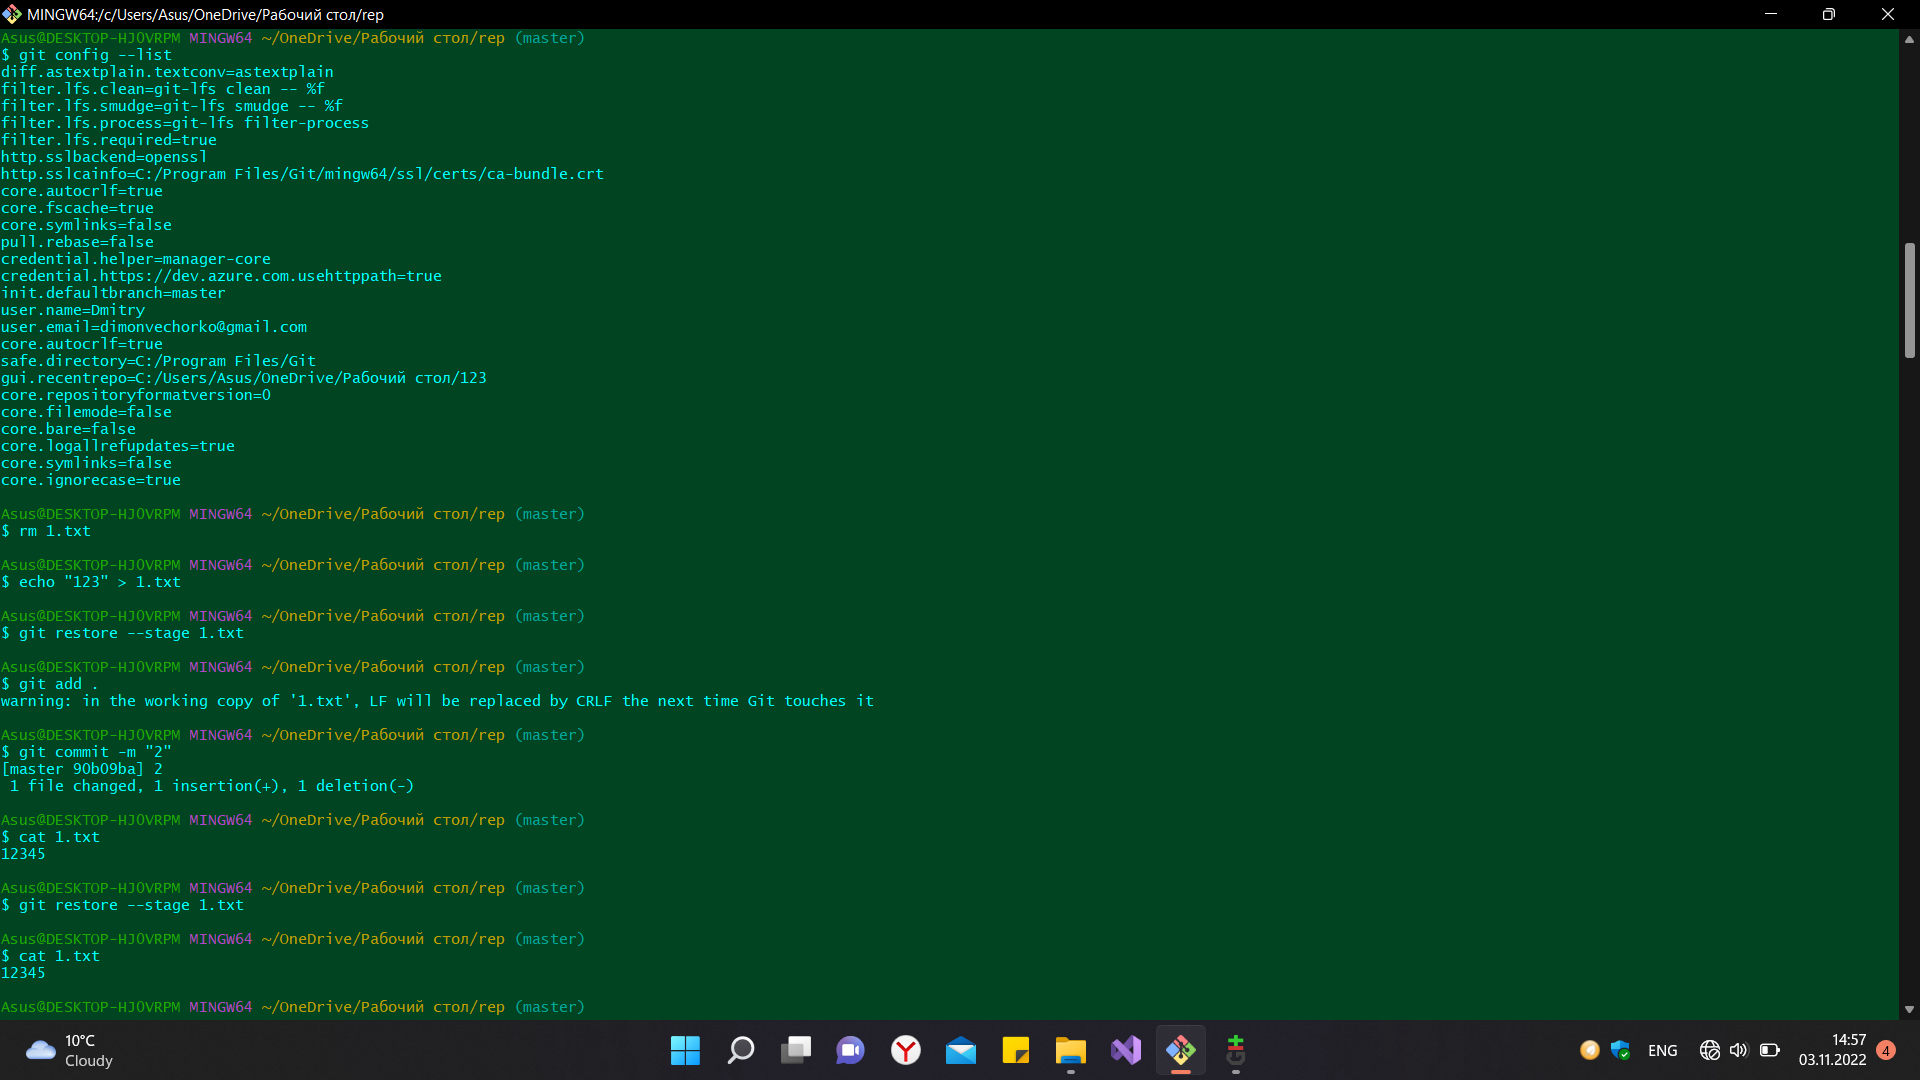 MINGW64:/c/Users/Asus/OneDrive/Рабочий стол/rep
Asus@DESKTOP-HJOVRPM MINGW64 ~/OneDrive/Рабочий стол/rep (master)
$ git config --list
diff.astextplain.textconv=astextplain
filter.lfs.clean=git-lfs clean -- %f
filter.lfs.smudge=git-lfs smudge -- %f
filter.lfs.process=git-lfs filter-process
filter.lfs.required=true
http.sslbackend=openssl
http.sslcainfo=C:/Program Files/Git/mingw64/ssl/certs/ca-bundle.crt
core.autocrlf=true
core.fscache=true
core.symlinks=false
pull.rebase=false
credential.helper=manager-core
credential.https://dev.azure.com.usehttppath=true
init.defaultbranch=master
user.name=Dmitry
user.email=dimonvechorko@gmail.com
core.autocrlf=true
safe.directory=C:/Program Files/Git
gui.recentrepo=C:/Users/Asus/OneDrive/Рабочий стол/123
core.repositoryformatversion=0
core.filemode=false
core.bare=false
core.logallrefupdates=true
core.symlinks=false
core.ignorecase=true
Asus@DESKTOP-HJOVRPM MINGW64 ~/OneDrive/Рабочий стол/rep (master)
$ rm 1.txt
Asus@DESKTOP-HJOVRPM MINGW64 ~/OneDrive/Рабочий стол/rep (master)
$ echo "123" > 1.txt
Asus@DESKTOP-HJOVRPM MINGW64 ~/OneDrive/Рабочий стол/rep (master)
$ git restore --stage 1.txt
Asus@DESKTOP-HJOVRPM MINGW64 ~/OneDrive/Рабочий стол/rep (master)
$ git add .
warning: in the working copy of '1.txt', LF will be replaced by CRLF the next time Git touches it
Asus@DESKTOP-HJOVRPM MINGW64 ~/OneDrive/Рабочий стол/rep (master)
$ git commit -m "2"
[master 90b09ba] 2
 1 file changed, 1 insertion(+), 1 deletion(-)
Asus@DESKTOP-HJOVRPM MINGW64 ~/OneDrive/Рабочий стол/rep (master)
$ cat 1.txt
12345
Asus@DESKTOP-HJOVRPM MINGW64 ~/OneDrive/Рабочий стол/rep (master)
$ git restore --stage 1.txt
Asus@DESKTOP-HJOVRPM MINGW64 ~/OneDrive/Рабочий стол/rep (master)
$ cat 1.txt
12345
Asus@DESKTOP-HJOVRPM MINGW64 ~/OneDrive/Рабочий стол/rep (master)
10°C
Cloudy
ENG
14:57
03.11.2022
4